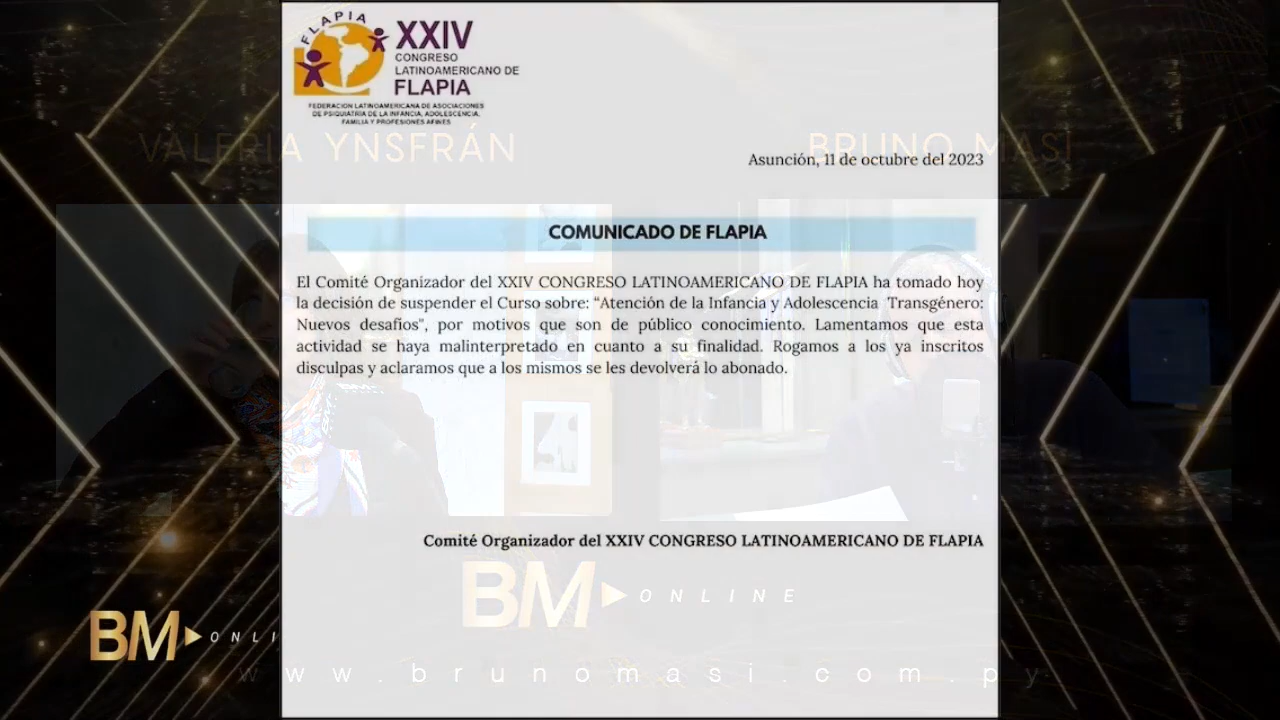 FLAPIA
XXIV
CONGRESO
LATINOAMERICANO DE
FLAPIA
FEDERACION LATINOAMERICANA DE ASOCIACIONES
DE PSIQUIATRIA DE LA INFANCIA, ADOLESCENCIA,
FAMILIA Y PROFESIONES AFINES
VALERIA YNSFRÁN
BRUNO MASI
Asunción, 11 de octubre del 2023
COMUNICADO DE FLAPIA
El Comité Organizador del XXIV CONGRESO LATINOAMERICANO DE FLAPIA ha tomado hoy
la decisión de suspender el Curso sobre: “Atención de la Infancia y Adolescencia Transgénero:
Nuevos desafíos", por motivos que son de público conocimiento. Lamentamos que esta
actividad se haya malinterpretado en cuanto a su finalidad. Rogamos a los ya inscritos
disculpas y aclaramos que a los mismos se les devolverá lo abonado.
Comité Organizador del XXIV CONGRESO LATINOAMERICANO DE FLAPIA
BM ONLINE
BM ONLI
www.brunomasi.com.py